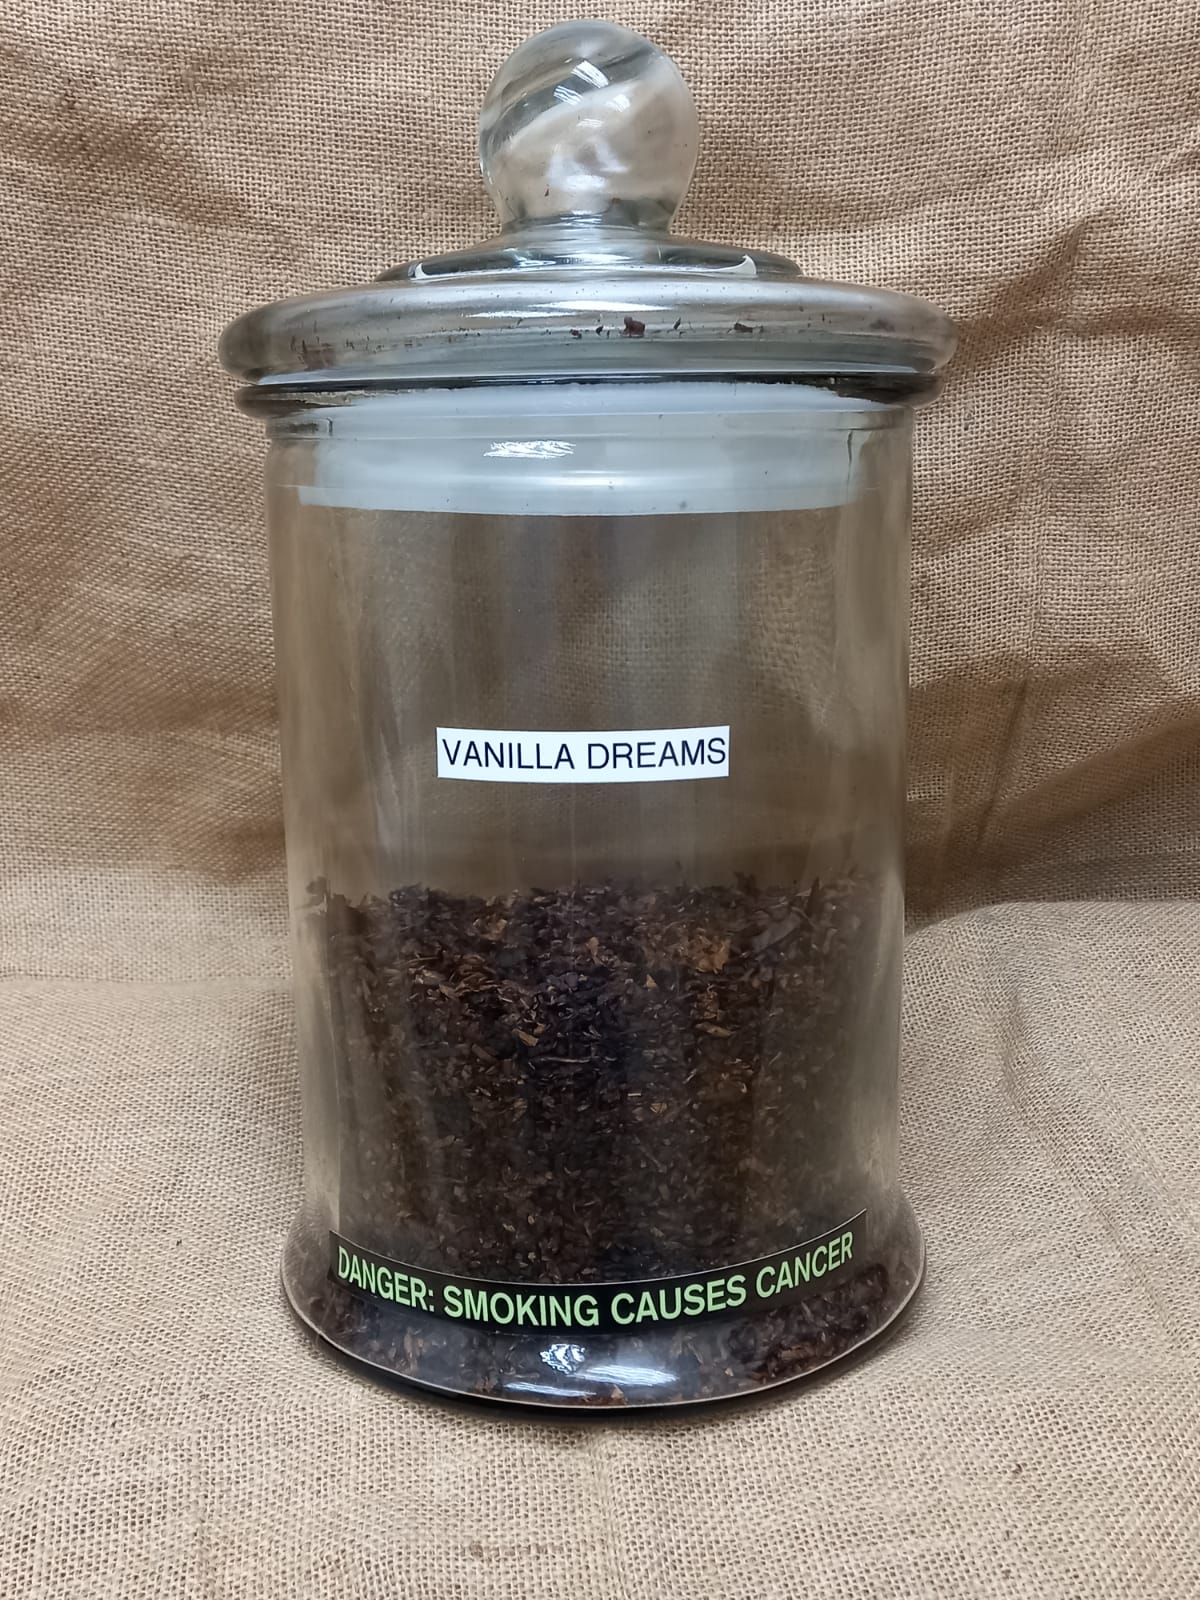 VANILLA DREAMS
DANGER: SMOKING CAUSES CANCER